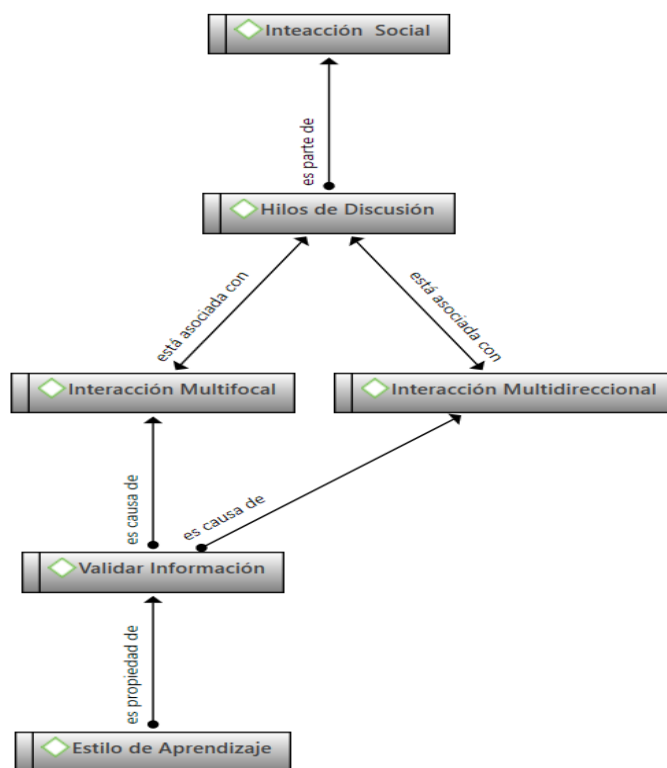 Inteacción  Social
es parte de
Hilos de Discusión
está asociada con
está asociada con
Interacción Multifocal
Interacción Multidireccional
es causa de
es causa de
Validar Información
es propiedad de
Estilo de Aprendizaje